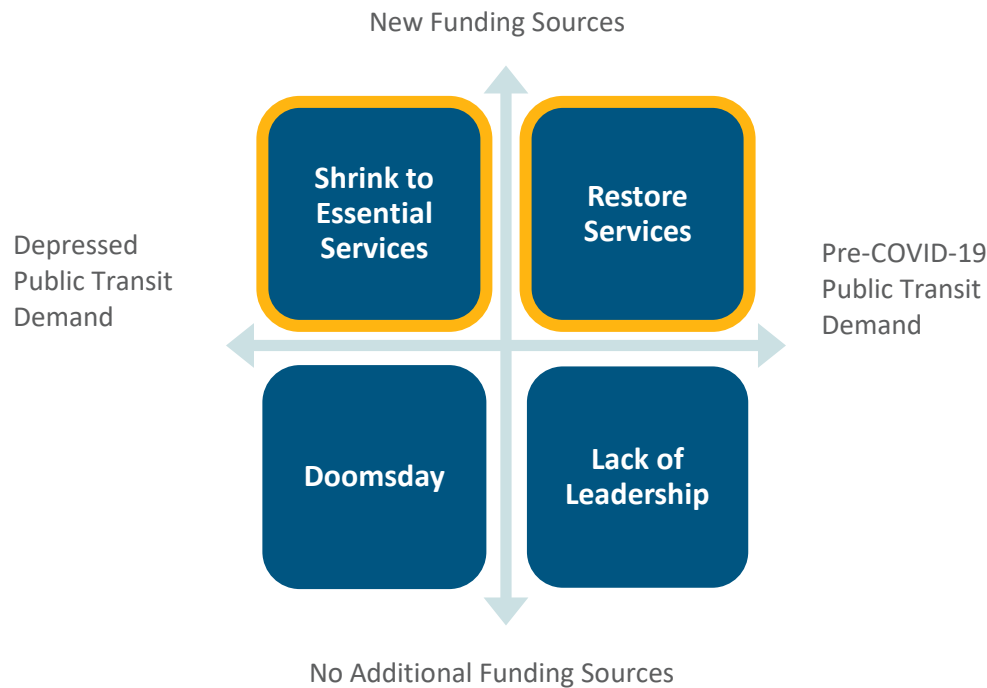 New Funding Sources
Shrink to
Essential
Services
Restore
Services
Depressed
Public Transit
Demand
Pre-COVID-19
Public Transit
Demand
Doomsday
Lack of
Leadership
No Additional Funding Sources